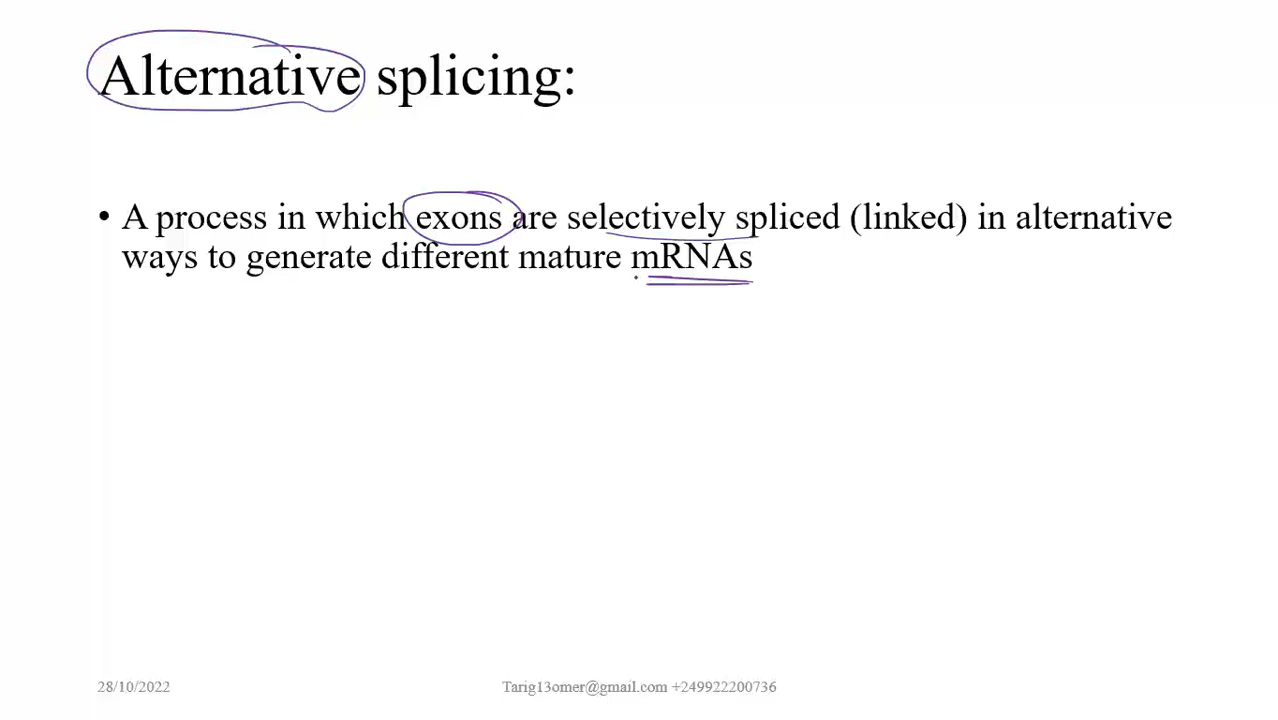 Alternative splicing:
• A process in which exons are selectively spliced (linked) in alternative
ways to generate different mature mRNAs
28/10/2022
Tarig13omer@gmail.com +249922200736